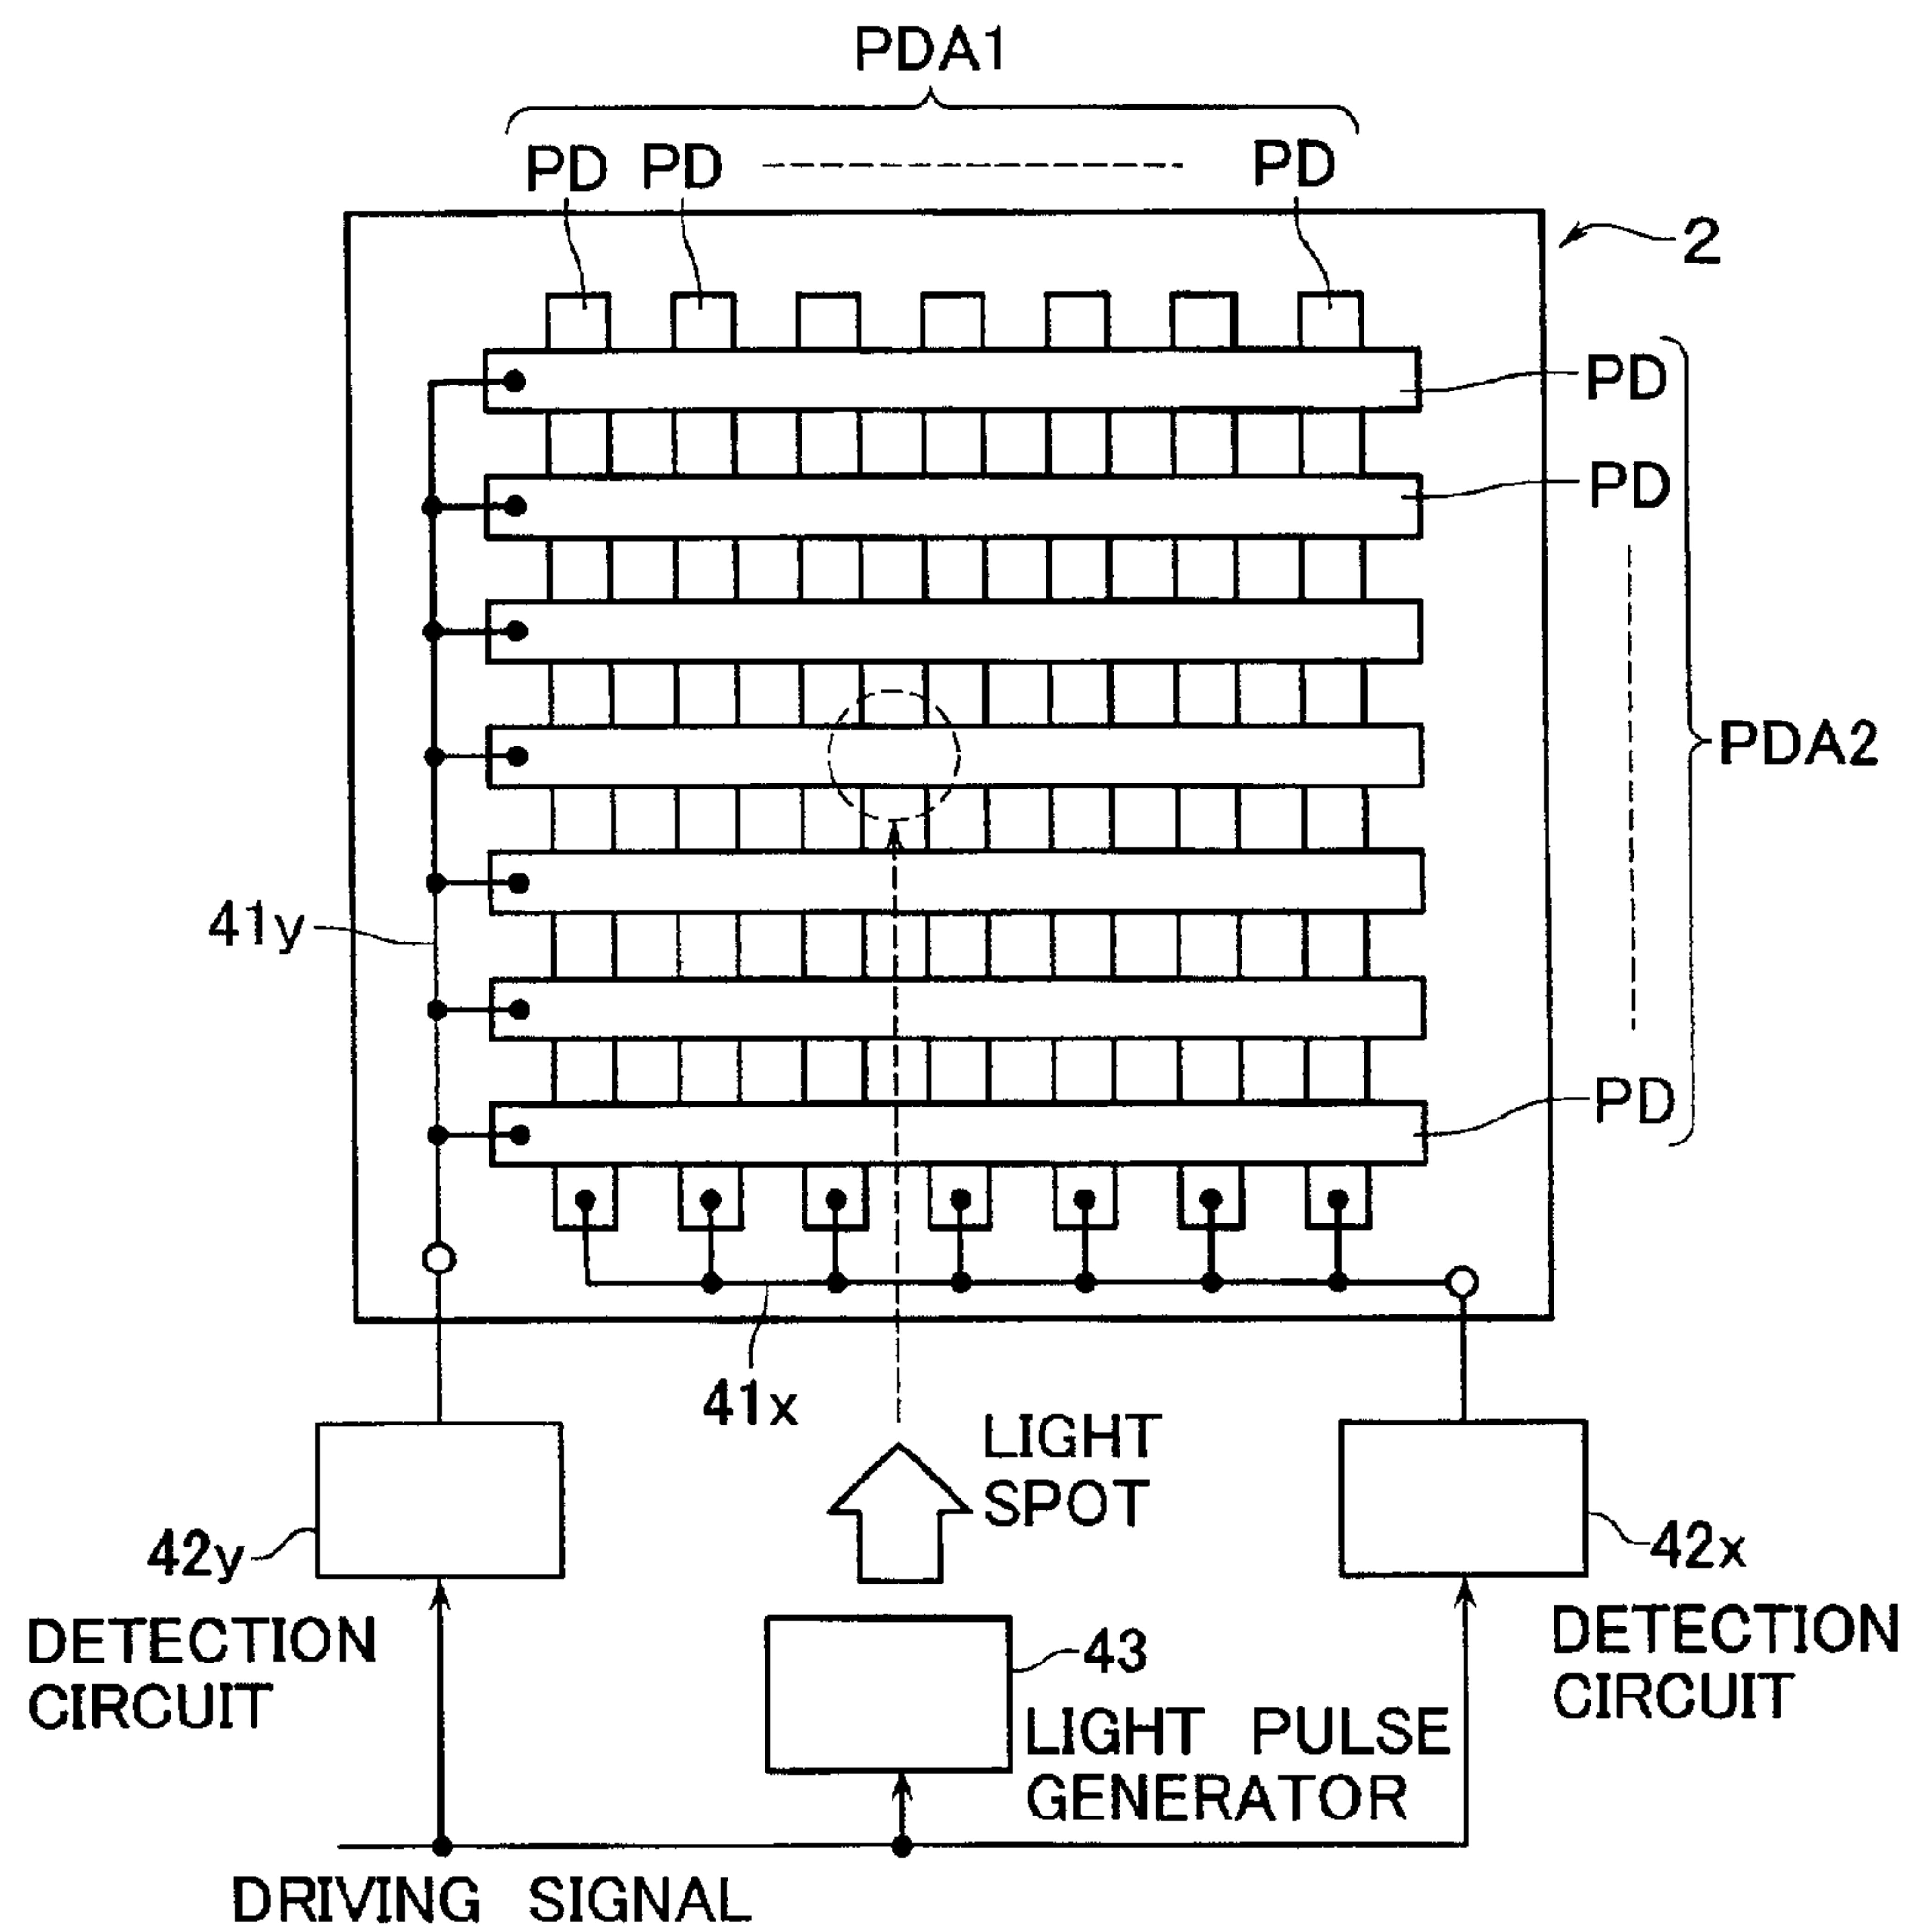 PDA1
PD PD PD
2
PD
PD
PDA2
41y
PD
41x
LIGHT
SPOT
42y
42x
DETECTION
CIRCUIT
43
DETECTION
CIRCUIT
LIGHT PULSE
GENERATOR
DRIVING SIGNAL